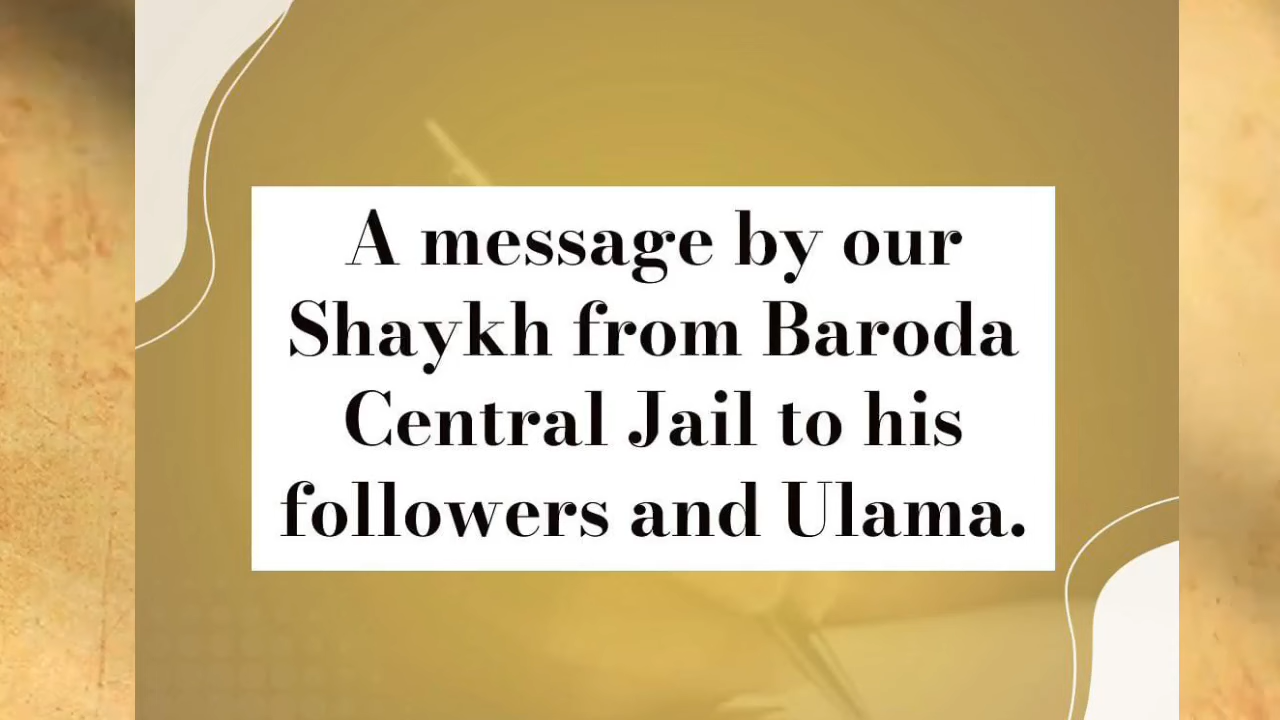 A message by our
Shaykh from Baroda
Central Jail to his
followers and Ulama.